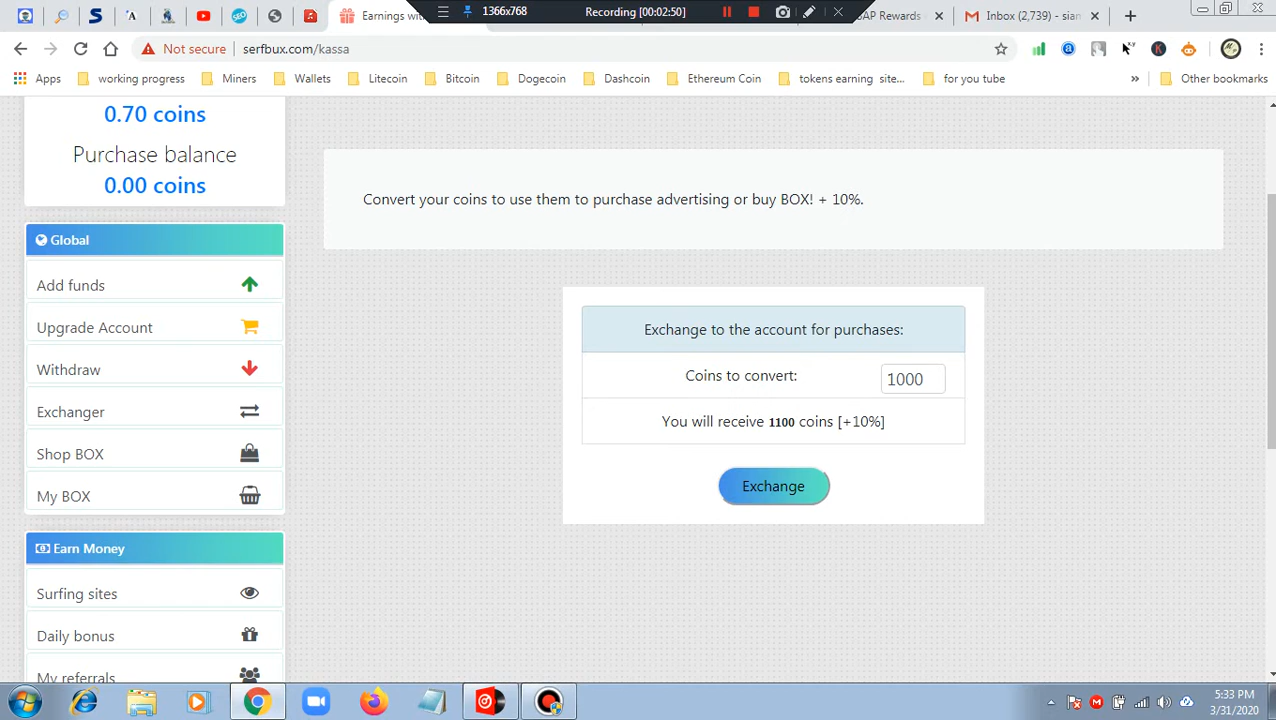 Earnings wit
1366x768
Recording [00:02:50]
AP Rewards
Inbox (2,739) - sian
Not secure
serfbux.com/kassa
Apps
working progress
Miners
Wallets
Litecoin
Bitcoin
Dogecoin
Dashcoin
Ethereum Coin
tokens earning site...
for you tube
»
Other bookmarks
0.70 coins
Purchase balance
0.00 coins
Global
Add funds
Upgrade Account
Withdraw
Exchanger
Shop BOX
My BOX
Earn Money
Surfing sites
Daily bonus
My referrals
Convert your coins to use them to purchase advertising or buy BOX! + 10%.
Exchange to the account for purchases:
Coins to convert:
1000
You will receive 1100 coins [+10%]
Exchange
5:33 PM
3/31/2020